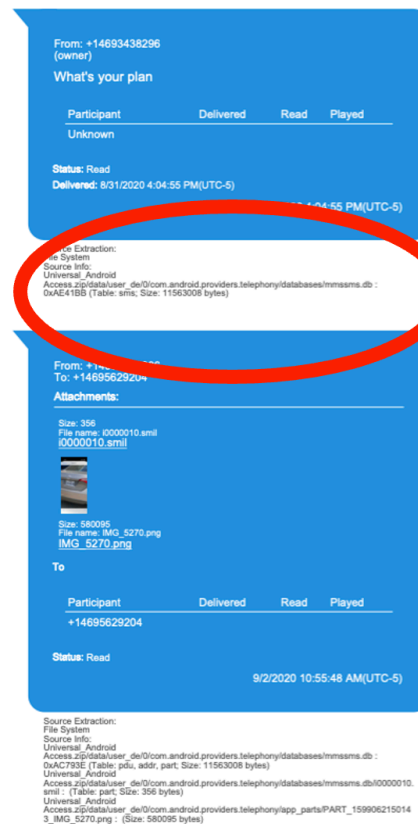 From: +14693438296
(owner)
What's your plan
Participant Delivered Read Played
Unknown
Status: Read
Delivered: 8/31/2020 4:04:55 PM(UTC-5)
4:04:55 PM(UTC-5)
Source Extraction:
File System
Source Info:
Universal_Android
Access.zip/data/user_de/0/com.android.providers.telephony/databases/mmssms.db :
0xAE41BB (Table: sms; Size: 11563008 bytes)
From:
To: +14695629204
Attachments:
Size: 356
File name: i0000010.smil
i0000010.smil
Size: 580095
File name: IMG_5270.png
IMG_5270.png
To
Participant Delivered Read Played
+14695629204
Status: Read
9/2/2020 10:55:48 AM(UTC-5)
Source Extraction:
File System
Source Info:
Universal_Android
Access.zip/data/user_de/0/com.android.providers.telephony/databases/mmssms.db :
0xAC793E (Table: pdu, addr, part; Size: 11563008 bytes)
Universal_Android
Access.zip/data/user_de/0/com.android.providers.telephony/databases/mmssms.db/i0000010.
smil : (Table: part; Size: 356 bytes)
Universal_Android
Access.zip/data/user_de/0/com.android.providers.telephony/app_parts/PART_159906215014
3_IMG_5270.png : (Size: 580095 bytes)